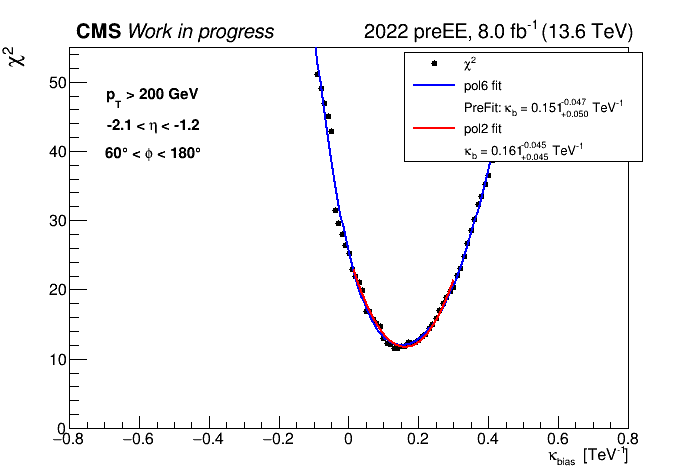 CMS Work in progress 2022 preEE, 8.0 fb⁻¹ (13.6 TeV)
χ²
p_T > 200 GeV
-2.1 < η < -1.2
60° < ϕ < 180°
χ²
pol6 fit
PreFit: κ_b = 0.151 -0.047 +0.050 TeV⁻¹
pol2 fit
κ_b = 0.161 -0.045 +0.045 TeV⁻¹
50
40
30
20
10
0
−0.8 −0.6 −0.4 −0.2 0 0.2 0.4 0.6 0.8
κ_bias [TeV⁻¹]